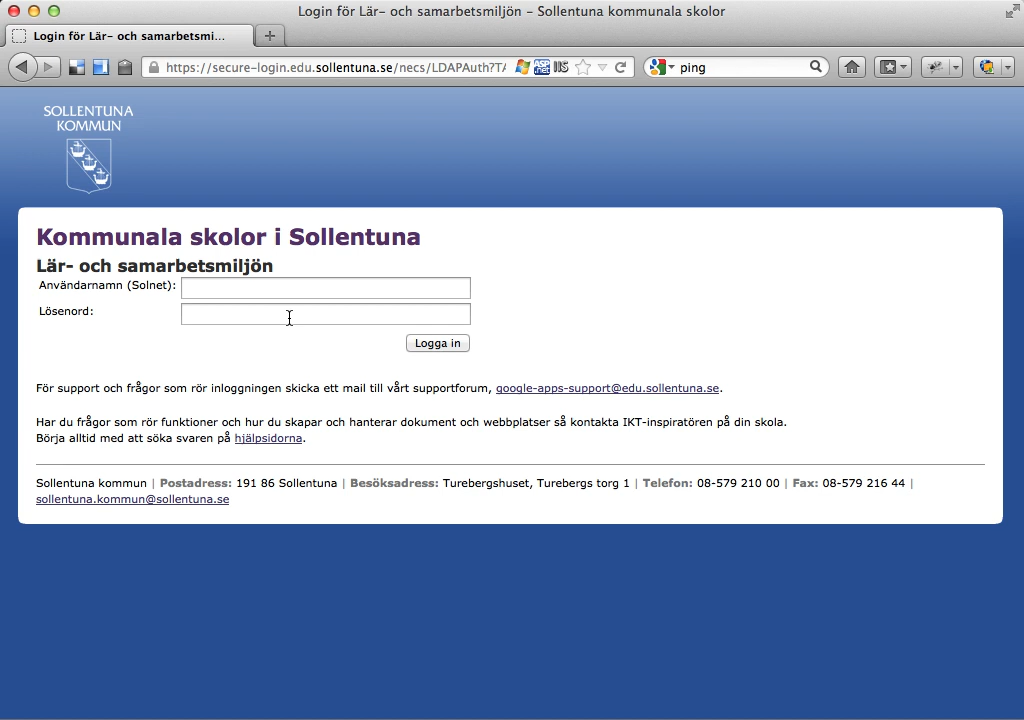 Login för Lär- och samarbetsmiljön - Sollentuna kommunala skolor
Login för Lär- och samarbetsmi...
https://secure-login.edu.sollentuna.se/necs/LDAPAuth?TA
ping
SOLLENTUNA
KOMMUN
Kommunala skolor i Sollentuna
Lär- och samarbetsmiljön
Användarnamn (Solnet):
Lösenord:
Logga in
För support och frågor som rör inloggningen skicka ett mail till vårt supportforum, google-apps-support@edu.sollentuna.se.
Har du frågor som rör funktioner och hur du skapar och hanterar dokument och webbplatser så kontakta IKT-inspiratören på din skola.
Börja alltid med att söka svaren på hjälpsidorna.
Sollentuna kommun | Postadress: 191 86 Sollentuna | Besöksadress: Turebergshuset, Turebergs torg 1 | Telefon: 08-579 210 00 | Fax: 08-579 216 44 |
sollentuna.kommun@sollentuna.se